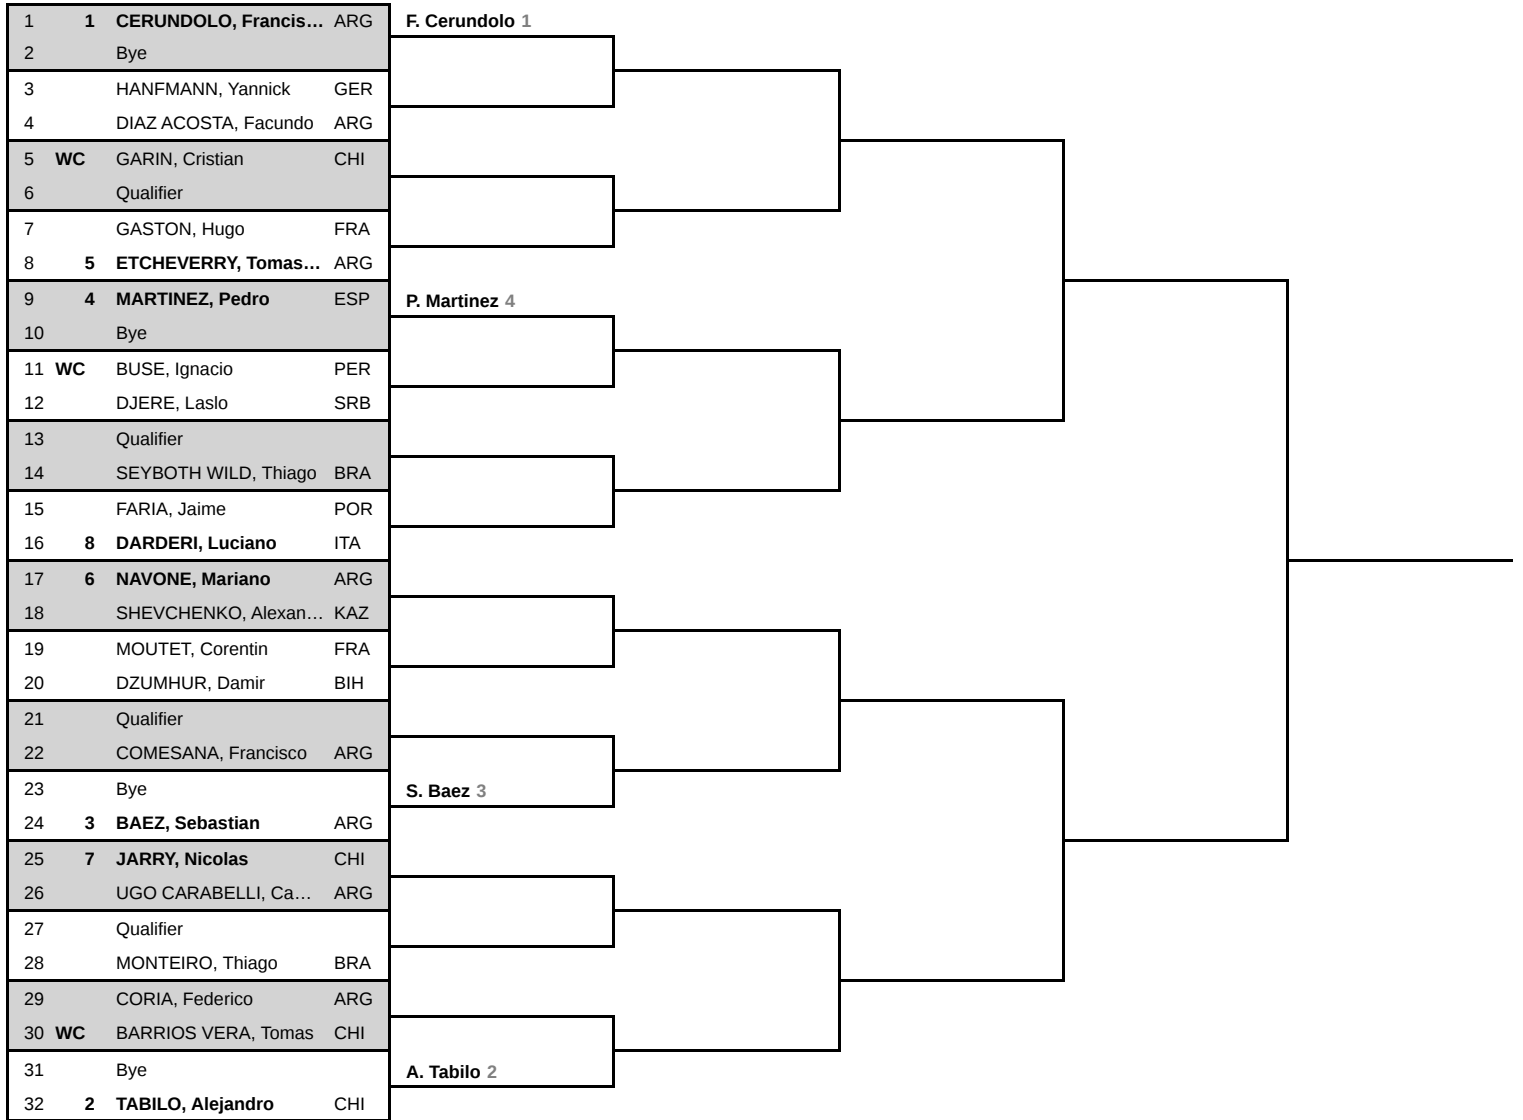 1 1 CERUNDOLO, Francis… ARG F. Cerundolo 1
2 Bye
3 HANFMANN, Yannick GER
4 DIAZ ACOSTA, Facundo ARG
5 WC GARIN, Cristian CHI
6 Qualifier
7 GASTON, Hugo FRA
8 5 ETCHEVERRY, Tomas… ARG
9 4 MARTINEZ, Pedro ESP P. Martinez 4
10 Bye
11 WC BUSE, Ignacio PER
12 DJERE, Laslo SRB
13 Qualifier
14 SEYBOTH WILD, Thiago BRA
15 FARIA, Jaime POR
16 8 DARDERI, Luciano ITA
17 6 NAVONE, Mariano ARG
18 SHEVCHENKO, Alexan… KAZ
19 MOUTET, Corentin FRA
20 DZUMHUR, Damir BIH
21 Qualifier
22 COMESANA, Francisco ARG
23 Bye S. Baez 3
24 3 BAEZ, Sebastian ARG
25 7 JARRY, Nicolas CHI
26 UGO CARABELLI, Ca… ARG
27 Qualifier
28 MONTEIRO, Thiago BRA
29 CORIA, Federico ARG
30 WC BARRIOS VERA, Tomas CHI
31 Bye A. Tabilo 2
32 2 TABILO, Alejandro CHI